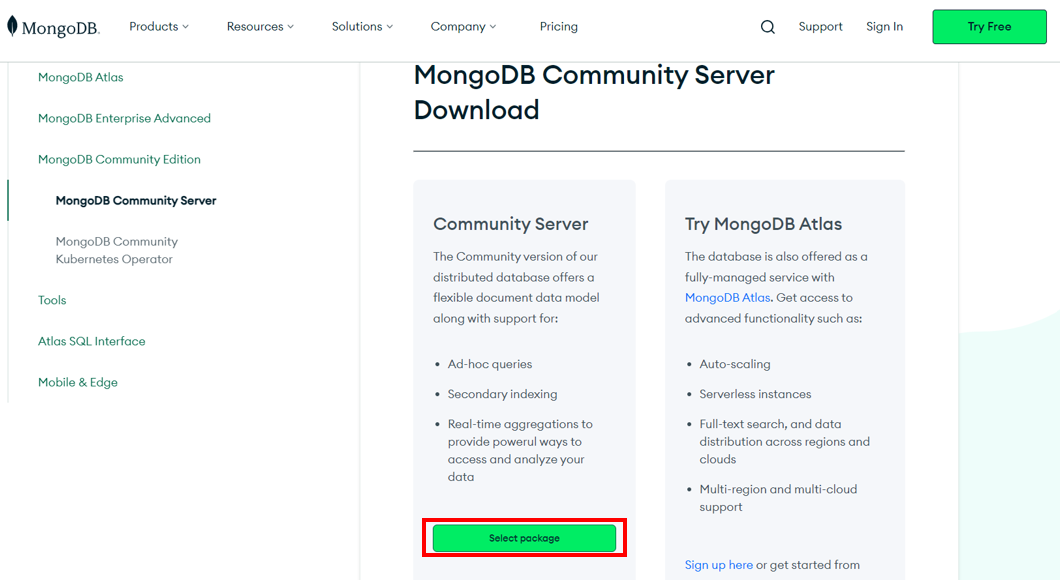 MongoDB.
Products
Resources
Solutions
Company
Pricing
Support
Sign In
Try Free
MongoDB Atlas
MongoDB Enterprise Advanced
MongoDB Community Edition
MongoDB Community Server
MongoDB Community
Kubernetes Operator
Tools
Atlas SQL Interface
Mobile & Edge
MongoDB Community Server
Download
Community Server
The Community version of our
distributed database offers a
flexible document data model
along with support for:
• Ad-hoc queries
• Secondary indexing
• Real-time aggregations to
provide powerul ways to
access and analyze your
data
Select package
Try MongoDB Atlas
The database is also offered as a
fully-managed service with
MongoDB Atlas. Get access to
advanced functionality such as:
• Auto-scaling
• Serverless instances
• Full-text search, and data
distribution across regions and
clouds
• Multi-region and multi-cloud
support
Sign up here or get started from